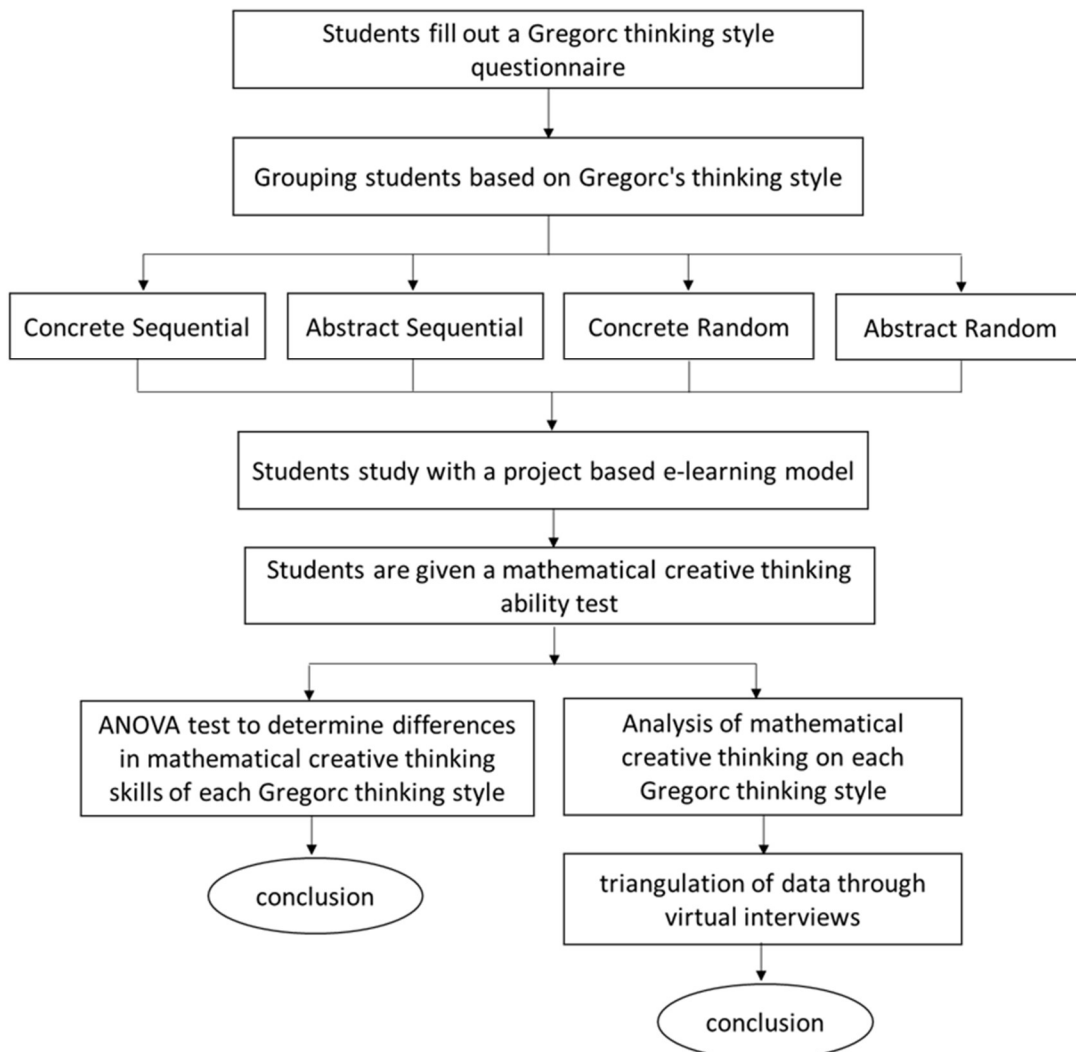 Students fill out a Gregorc thinking style
questionnaire
Grouping students based on Gregorc's thinking style
Concrete Sequential
Abstract Sequential
Concrete Random
Abstract Random
Students study with a project based e-learning model
Students are given a mathematical creative thinking
ability test
ANOVA test to determine differences
in mathematical creative thinking
skills of each Gregorc thinking style
Analysis of mathematical
creative thinking on each
Gregorc thinking style
conclusion
triangulation of data through
virtual interviews
conclusion